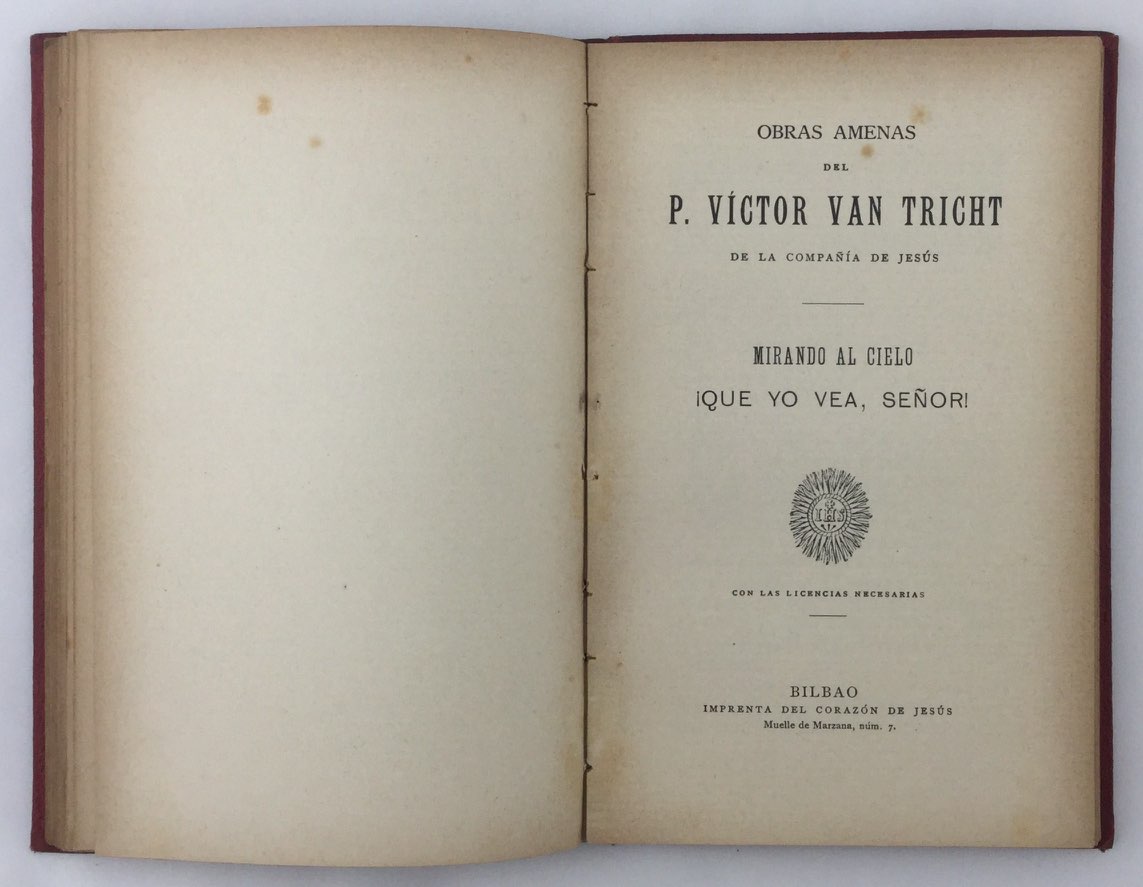 OBRAS AMENAS
DEL
P. VÍCTOR VAN TRICHT
DE LA COMPAÑÍA DE JESÚS
MIRANDO AL CIELO
¡QUE YO VEA, SEÑOR!
IHS
CON LAS LICENCIAS NECESARIAS
BILBAO
IMPRENTA DEL CORAZÓN DE JESÚS
Muelle de Marzana, núm. 7.